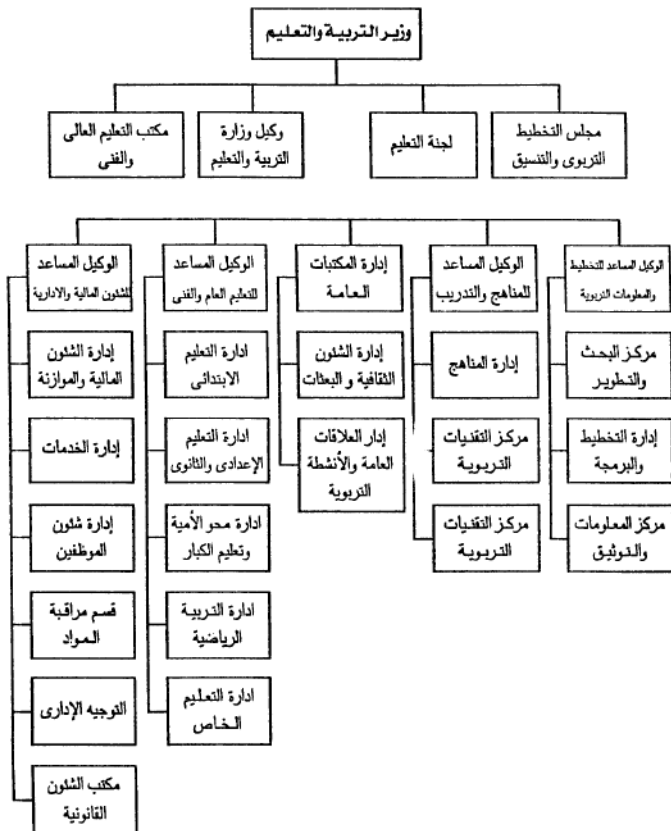 وزير التربية والتعليم
مجلس التخطيط
التربوى والتنسيق
لجنة التعليم
وكيل وزارة
التربية والتعليم
مكتب التعليم العالى
والفنى
الوكيل المساعد للتخطيط
والمعلومات التربوية
مركز البحث
والتطوير
إدارة التخطيط
والبرمجة
مركز المعلومات
والتوثيق
الوكيل المساعد
للمناهج والتدريب
إدارة المناهج
مركز التقنيات
التربوية
مركز التقنيات
التربوية
إدارة المكتبات
العامة
إدارة الشئون
الثقافية و البعثات
إدار العلاقات
العامة والأنشطة
التربوية
الوكيل المساعد
للتعليم العام والفنى
ادارة التعليم
الابتدائى
ادارة التعليم
الإعدادى والثانوى
ادارة محو الأمية
وتعليم الكبار
ادارة التربية
الرياضية
ادارة التعليم
الخاص
الوكيل المساعد
للشئون المالية والادارية
إدارة الشئون
المالية والموازنة
إدارة الخدمات
إدارة شئون
الموظفين
قسم مراقبة
المواد
التوجيه الإدارى
مكتب الشئون
القانونية